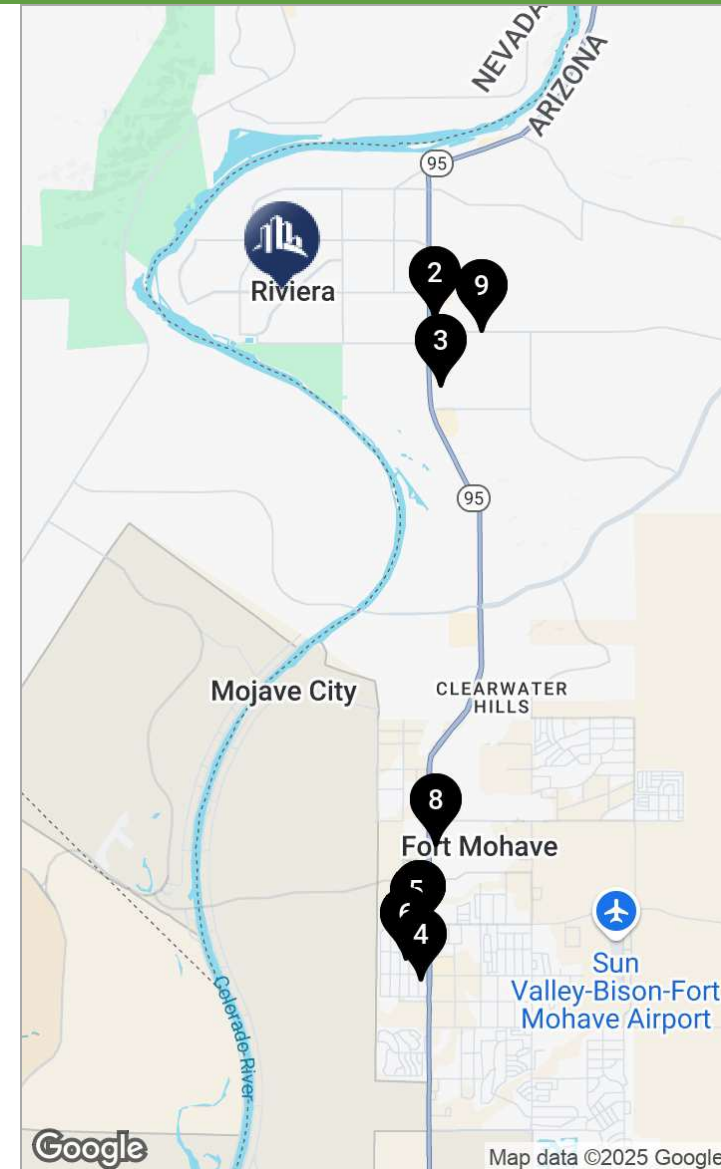 NEVADA
ARIZONA
95
2
9
Riviera
3
95
Mojave City
CLEARWATER
HILLS
8
Fort Mohave
5
6
4
Sun
Valley-Bison-Fort
Mohave Airport
Colorado River
Google
Map data ©2025 Google